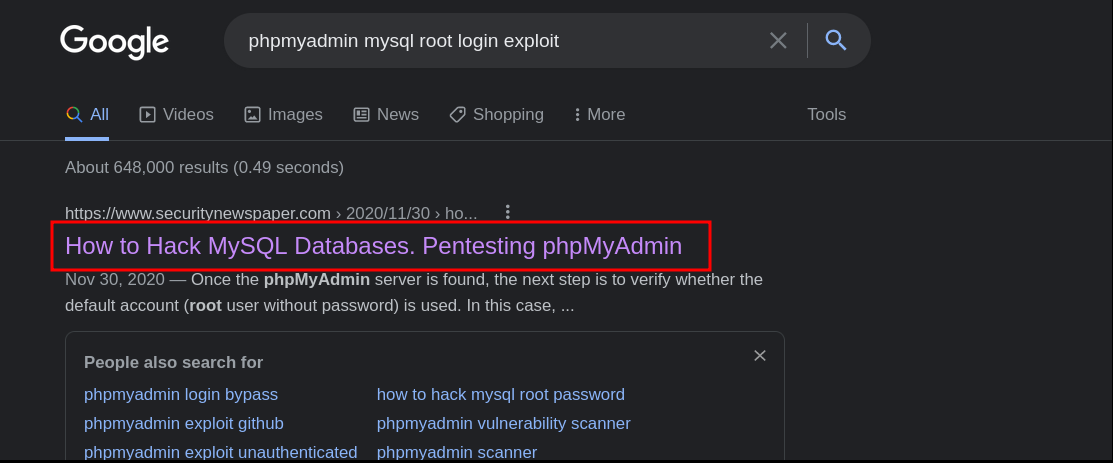 Google
phpmyadmin mysql root login exploit
All Videos Images News Shopping More Tools
About 648,000 results (0.49 seconds)
https://www.securitynewspaper.com › 2020/11/30 › ho...
How to Hack MySQL Databases. Pentesting phpMyAdmin
Nov 30, 2020 — Once the phpMyAdmin server is found, the next step is to verify whether the
default account (root user without password) is used. In this case, ...
People also search for
phpmyadmin login bypass how to hack mysql root password
phpmyadmin exploit github phpmyadmin vulnerability scanner
phpmyadmin exploit unauthenticated phpmyadmin scanner